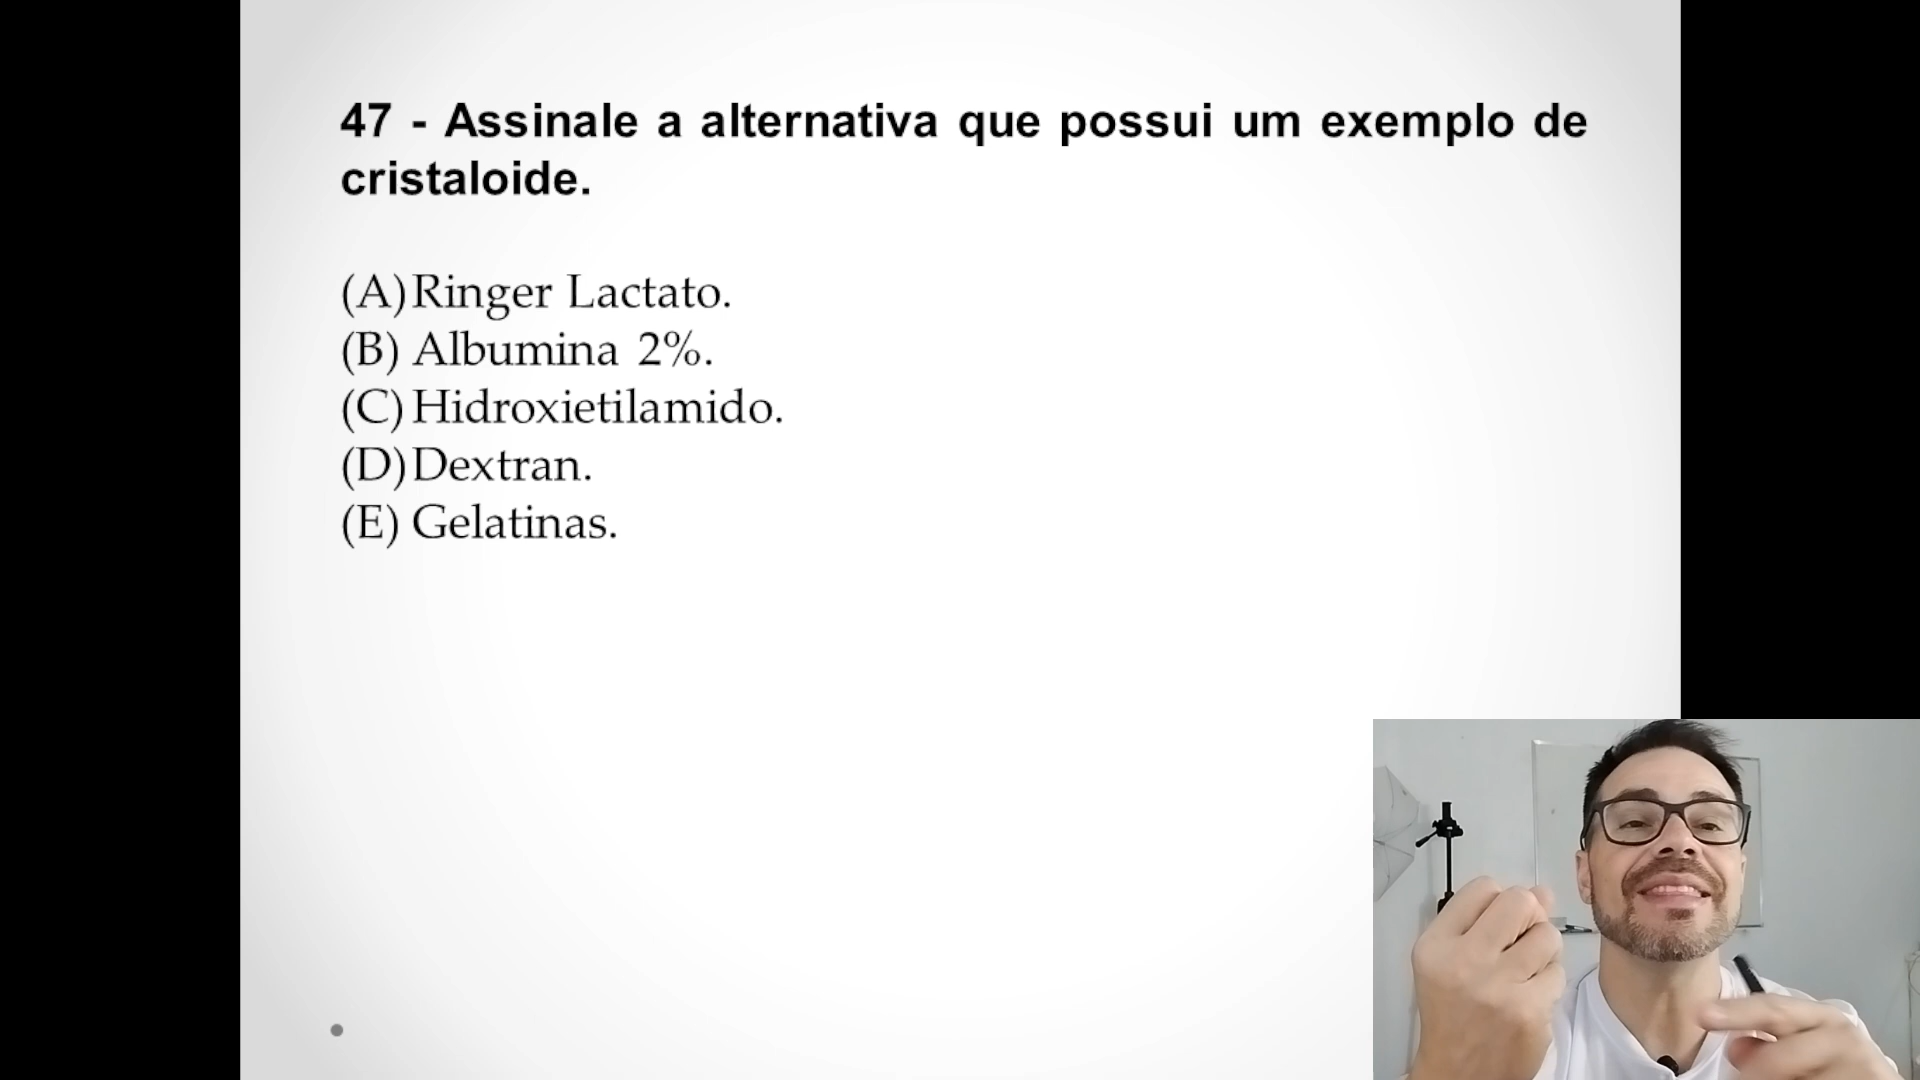 47 - Assinale a alternativa que possui um exemplo de
cristaloide.
(A) Ringer Lactato.
(B) Albumina 2%.
(C) Hidroxietilamido.
(D) Dextran.
(E) Gelatinas.